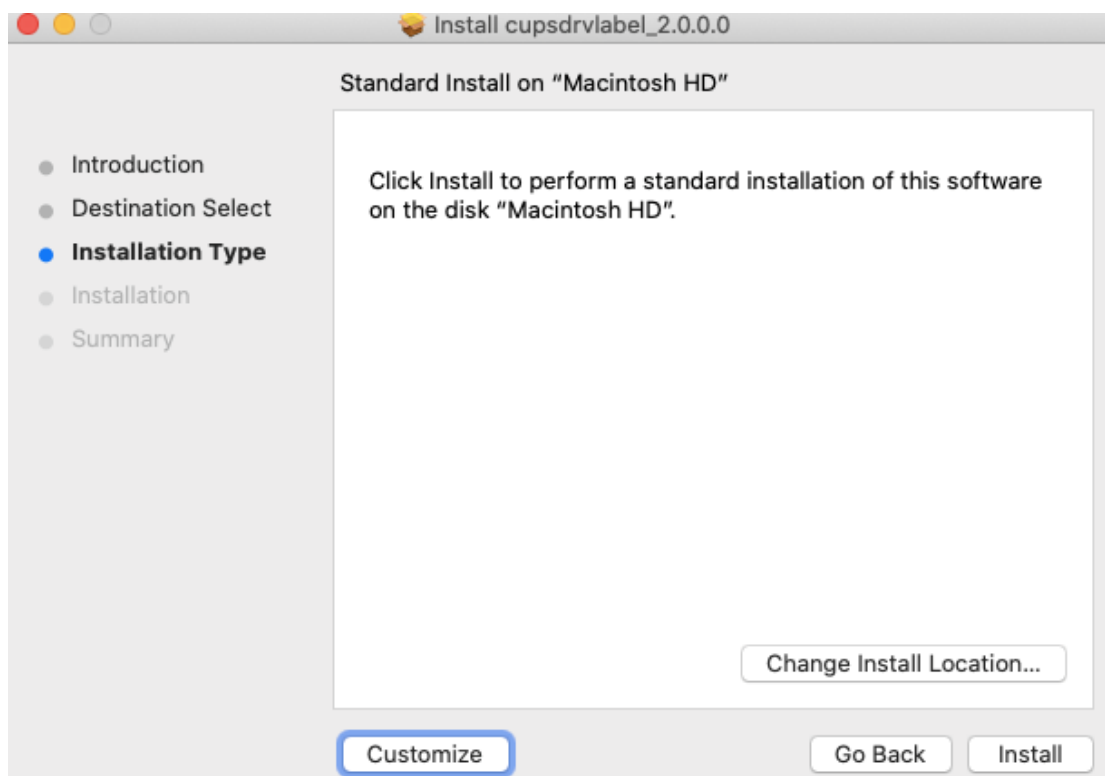 Install cupsdrvlabel_2.0.0.0
Standard Install on “Macintosh HD”
Introduction
Destination Select
Installation Type
Installation
Summary
Click Install to perform a standard installation of this software
on the disk “Macintosh HD”.
Change Install Location...
Customize
Go Back
Install